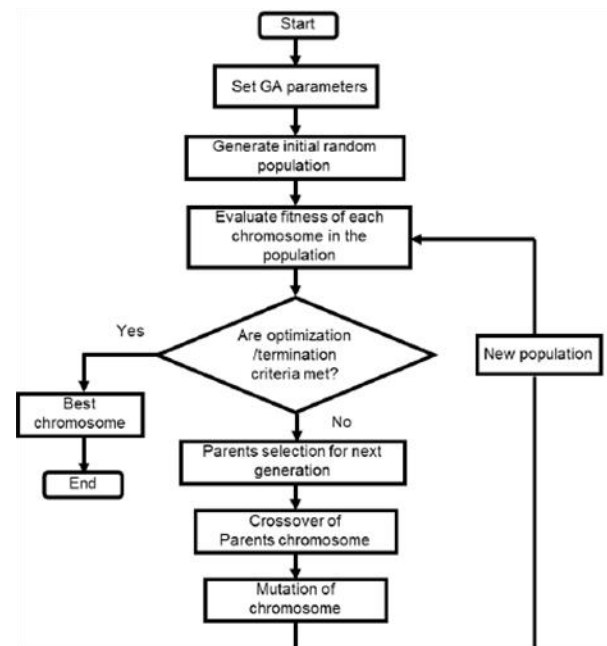 Start
Set GA parameters
Generate initial random
population
Evaluate fitness of each
chromosome in the
population
Yes
Are optimization
/termination
criteria met?
New population
Best
chromosome
No
Parents selection for next
generation
End
Crossover of
Parents chromosome
Mutation of
chromosome